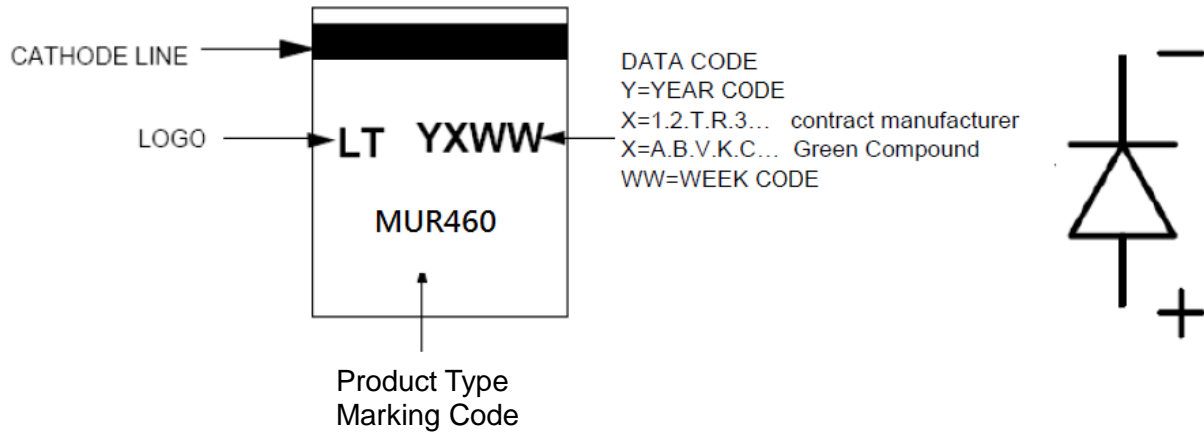 CATHODE LINE
LOGO
LT YXWW
MUR460
DATA CODE
Y=YEAR CODE
X=1.2.T.R.3... contract manufacturer
X=A.B.V.K.C... Green Compound
WW=WEEK CODE
Product Type
Marking Code
−
+